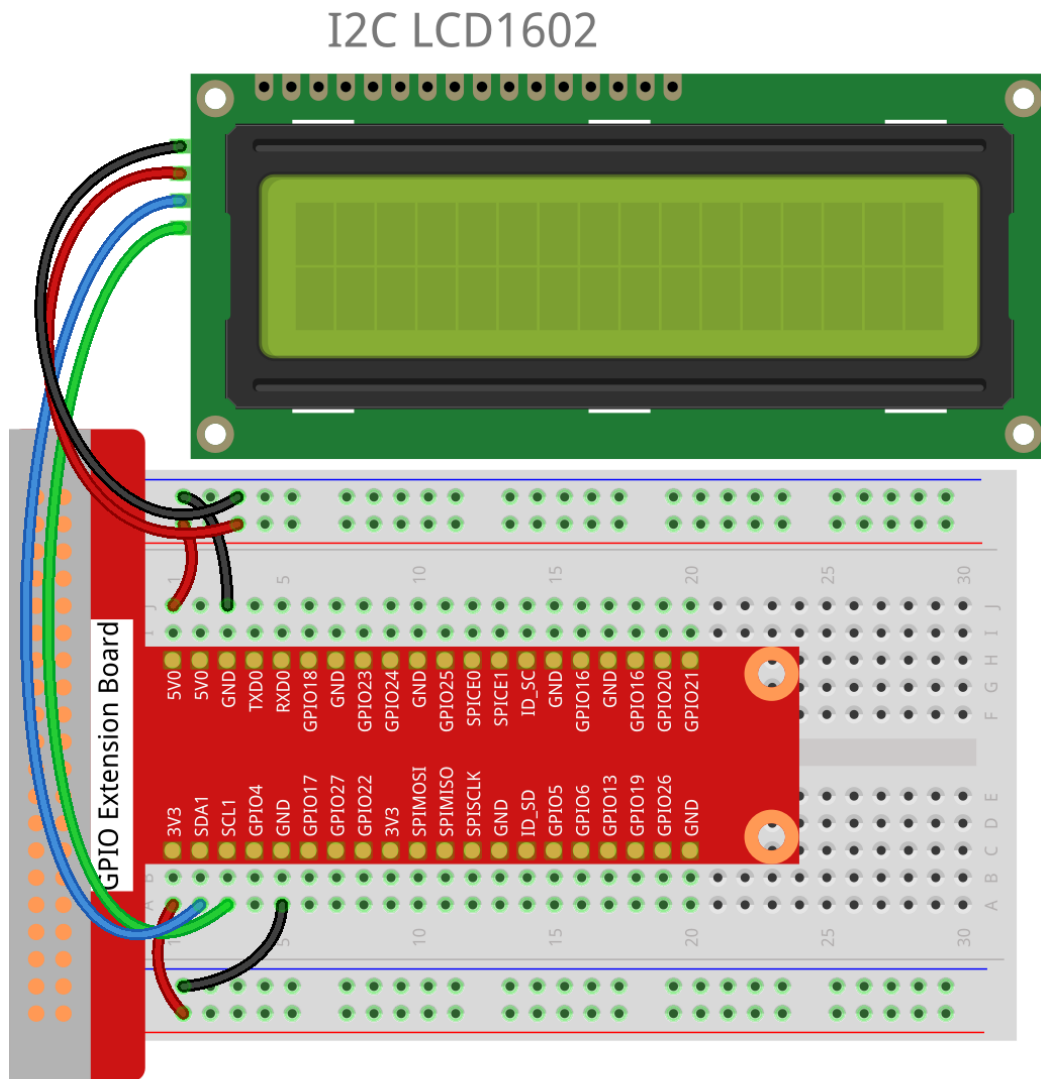 I2C LCD1602
1 5 10 15 20 25 30
J J
I I
H
G
F
5V0 5V0 GND TXD0 RXD0 GPIO18 GND GPIO23 GPIO24 GND GPIO25 SPICE0 SPICE1 ID_SC GND GPIO16 GND GPIO16 GPIO20 GPIO21
GPIO Extension Board
3V3 SDA1 SCL1 GPIO4 GND GPIO17 GPIO27 GPIO22 3V3 SPIMOSI SPIMISO SPISCLK GND ID_SD GPIO5 GPIO6 GPIO13 GPIO19 GPIO26 GND
E
D
C
B B
A A
1 5 10 15 20 25 30